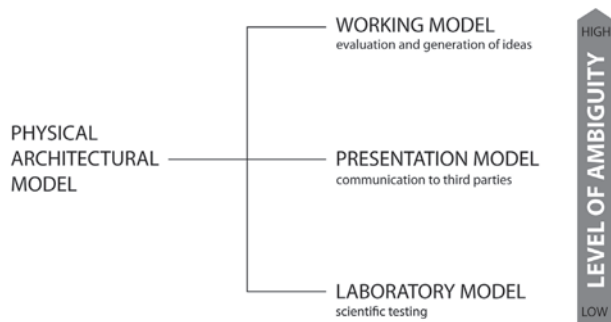 WORKING MODEL
evaluation and generation of ideas
PHYSICAL
ARCHITECTURAL
MODEL
PRESENTATION MODEL
communication to third parties
LABORATORY MODEL
scientific testing
HIGH
LEVEL OF AMBIGUITY
LOW